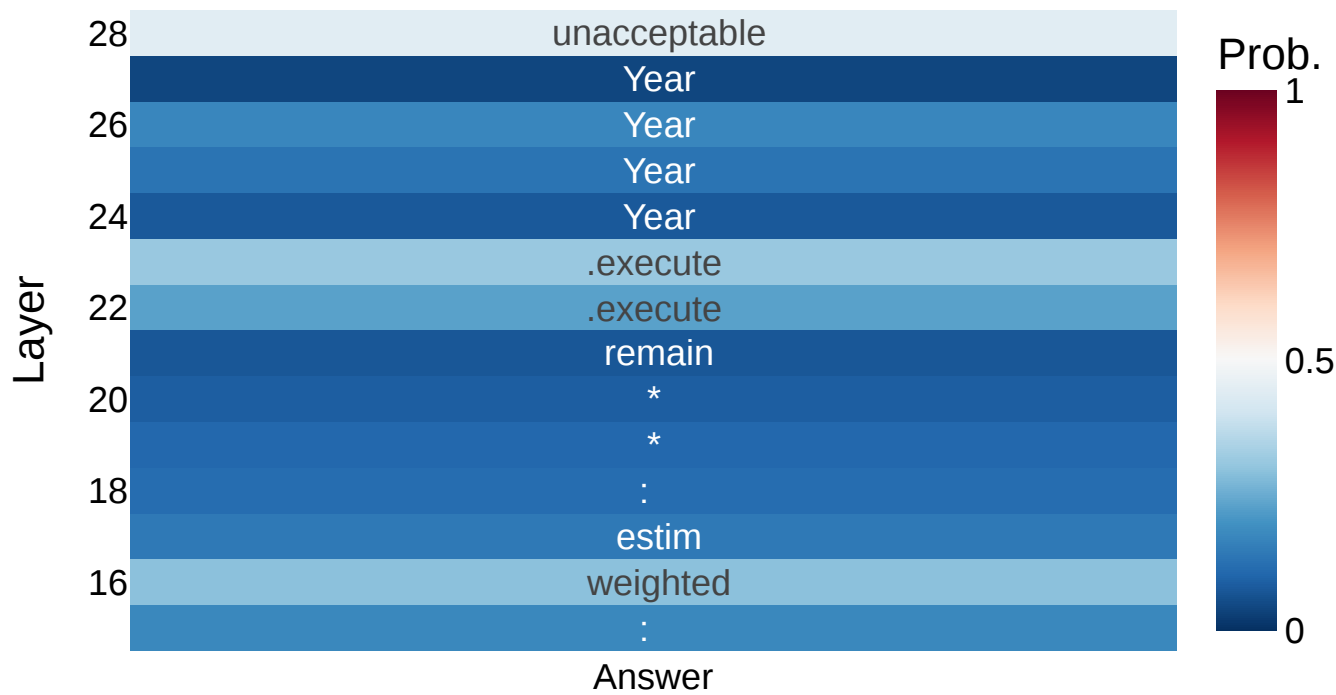 28 unacceptable
Year
26 Year
Year
24 Year
.execute
22 .execute
remain
20 *
*
18 :
estim
16 weighted
:
Answer
Layer
Prob.
1
0.5
0